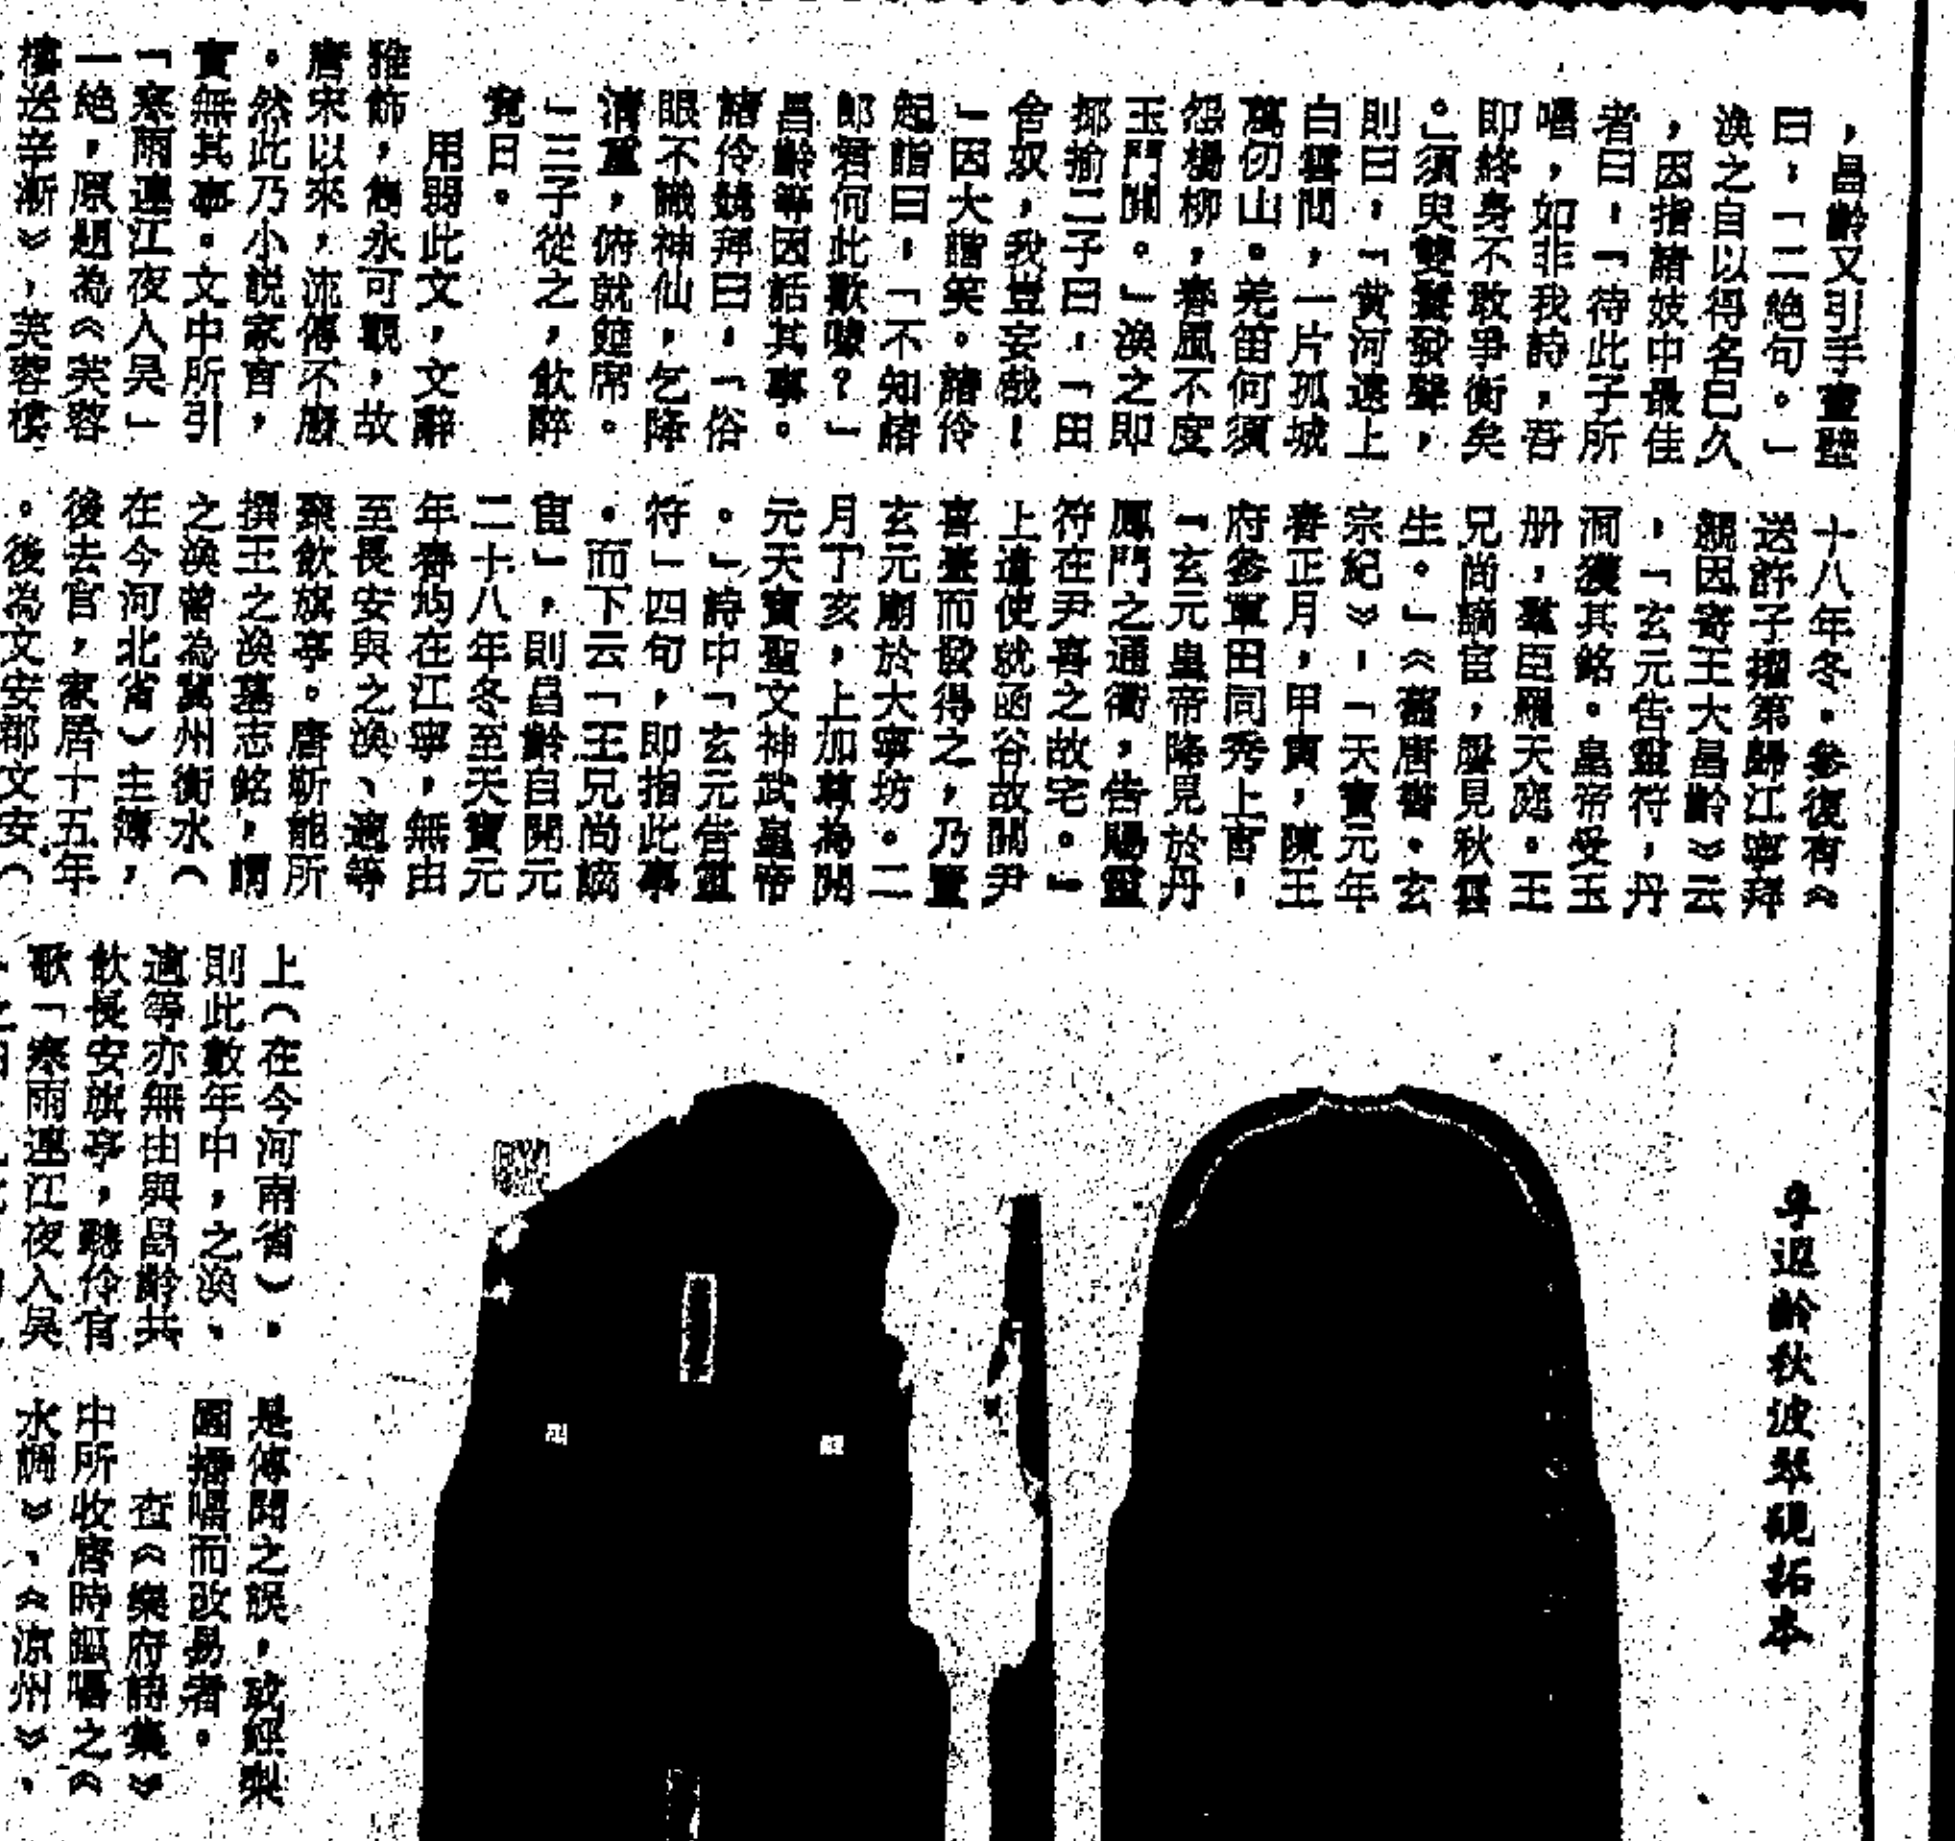 ，昌齡又引手畫壁
曰，「二絶句。」
渙之自以得名已久
，因指諸妓中最佳
者曰，「待此子所
唱，如非我詩，吾
即終身不敢爭衡矣
。」須臾雙鬟發聲，
則曰，「黄河遠上
白雲間，一片孤城
萬仞山。羌笛何須
怨楊柳，春風不度
玉門關。」渙之即
揶揄二子曰，「田
舍奴，我豈妄哉！
」因大諧笑。諸伶
起詣曰，「不知諸
郎君何此歡噱？」
昌齡等因話其事。
諸伶競拜曰，「俗
眼不識神仙，乞降
清重，俯就筵席。
」三子從之，飲醉
竟日。
用弱此文，文辭
雅飾，雋永可觀，故
唐宋以來，流傳不廢
。然此乃小説家言，
實無其事。文中所引
「寒雨連江夜入吴」
一絶，原題為《芙蓉
樓送辛漸》，芙蓉樓
十八年冬。參復有《
送許子擢第歸江寧拜
親因寄王大昌齡》云
，「玄元告靈符，丹
洞獲其銘。皇帝受玉
册，羣臣羅天庭。王
兄尚謫宦，屢見秋雲
生。」《舊唐書·玄
宗紀》，「天寶元年
春正月，甲寅，陳王
府參軍田同秀上言，
『玄元皇帝降見於丹
鳳門之通衢，告賜靈
符在尹喜之故宅。』
上遣使就函谷故關尹
喜臺而發得之，乃置
玄元廟於大寧坊。二
月丁亥，上加尊為開
元天寶聖文神武皇帝
。」詩中「玄元告靈
符」四句，即指此事
。而下云「王兄尚謫
宦」，則昌齡自開元
二十八年冬至天寶元
年春均在江寧，無由
至長安與之渙、適等
聚飲旗亭。唐靳能所
撰王之渙墓志銘，謂
之渙曾為冀州衡水（
在今河北省）主簿，
後去官，家居十五年
。後為文安郡文安（
上（在今河南省）。
則此數年中，之渙、
適等亦無由與昌齡共
飲長安旗亭，聽伶官
歌「寒雨連江夜入吴
是傳聞之誤，或經梨
園播唱而改易者。
查《樂府詩集》
中所收唐時歌唱之《
水調》、《凉州》、
李遐齡秋波琴硯拓本